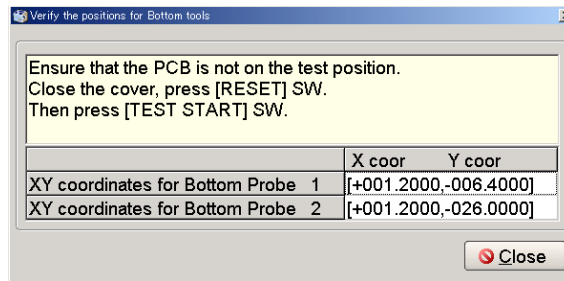 Verify the positions for Bottom tools
Ensure that the PCB is not on the test position.
Close the cover, press [RESET] SW.
Then press [TEST START] SW.
X coor Y coor
XY coordinates for Bottom Probe 1 [+001.2000,-006.4000]
XY coordinates for Bottom Probe 2 [+001.2000,-026.0000]
Close